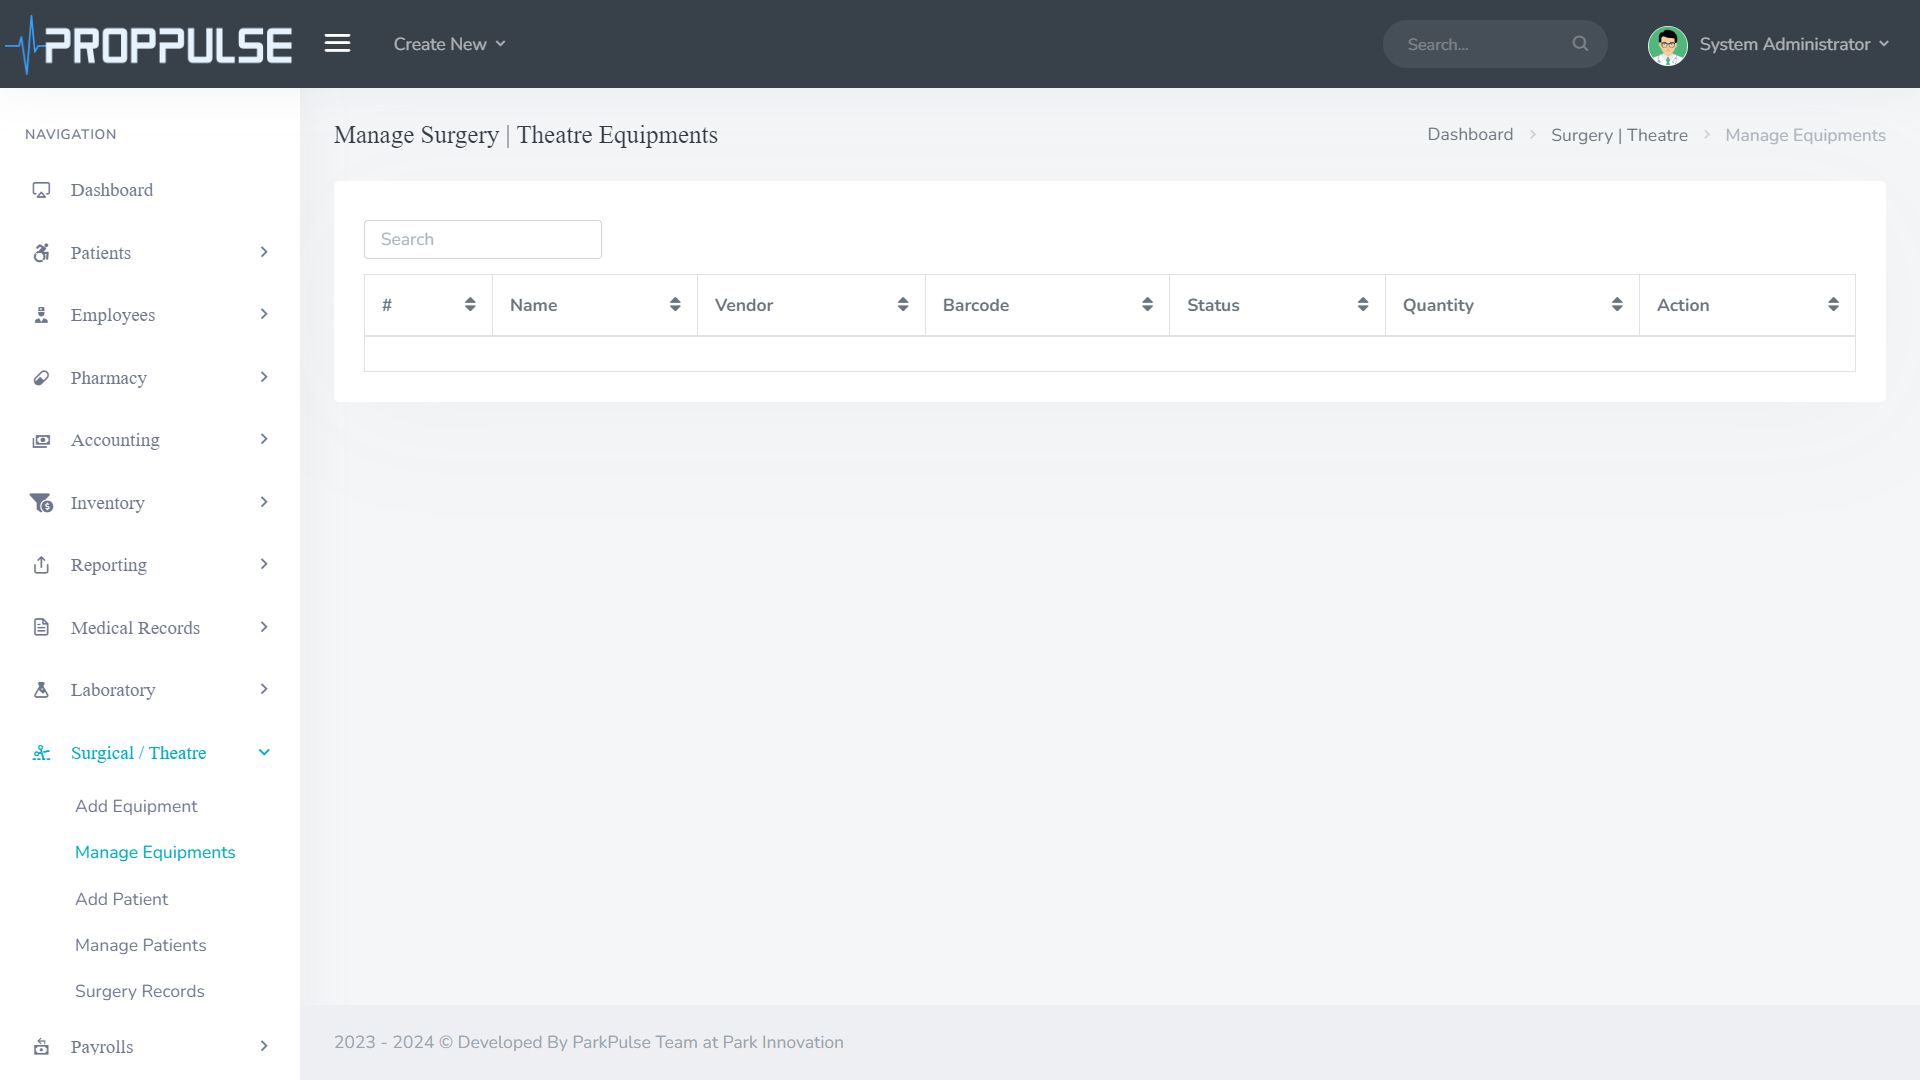 PROPPULSE
Create New
Search...
System Administrator
NAVIGATION
Dashboard
Patients
Employees
Pharmacy
Accounting
Inventory
Reporting
Medical Records
Laboratory
Surgical / Theatre
Add Equipment
Manage Equipments
Add Patient
Manage Patients
Surgery Records
Payrolls
Manage Surgery | Theatre Equipments
Dashboard
Surgery | Theatre
Manage Equipments
Search
# Name Vendor Barcode Status Quantity Action
2023 - 2024 © Developed By ParkPulse Team at Park Innovation